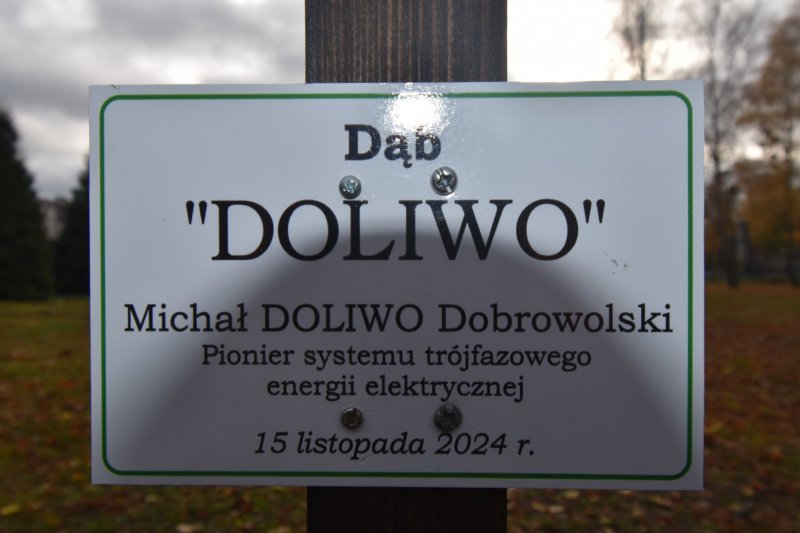 Dąb
"DOLIWO"
Michał DOLIWO Dobrowolski
Pionier systemu trójfazowego
energii elektrycznej
15 listopada 2024 r.